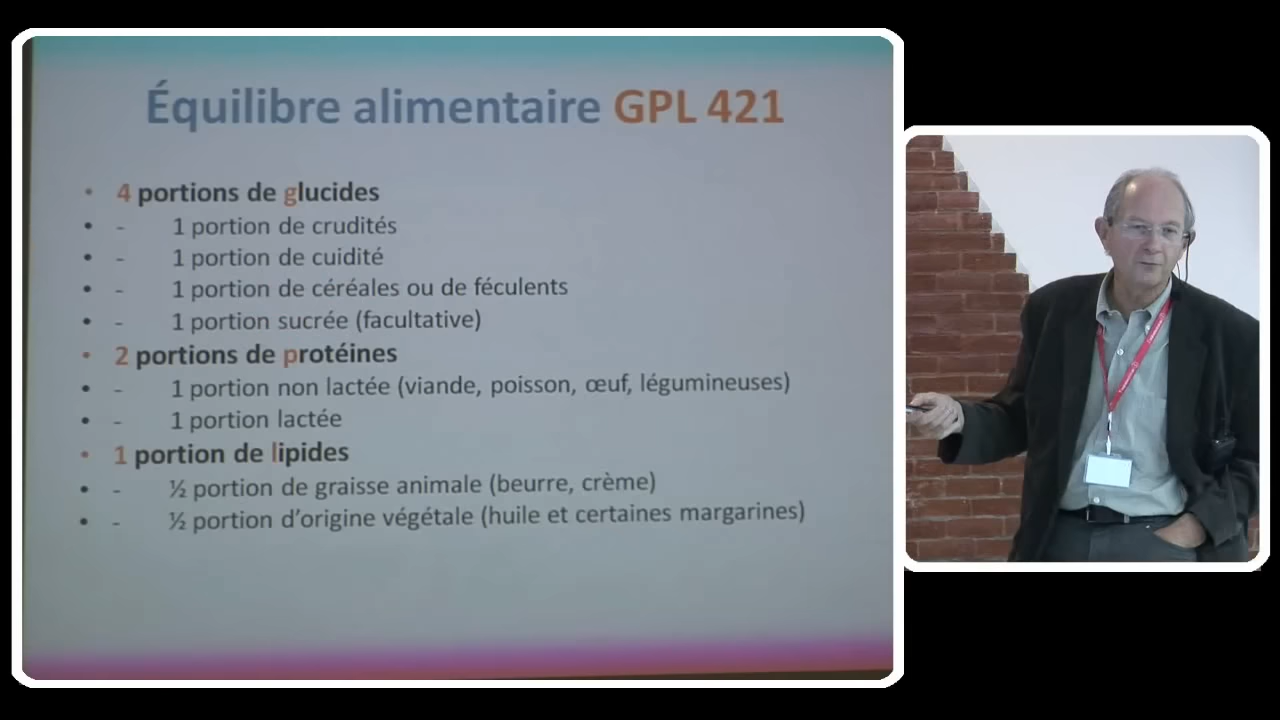 Équilibre alimentaire GPL 421
• 4 portions de glucides
• - 1 portion de crudités
• - 1 portion de cuidité
• - 1 portion de céréales ou de féculents
• - 1 portion sucrée (facultative)
• 2 portions de protéines
• - 1 portion non lactée (viande, poisson, œuf, légumineuses)
• - 1 portion lactée
• 1 portion de lipides
• - ½ portion de graisse animale (beurre, crème)
• - ½ portion d’origine végétale (huile et certaines margarines)